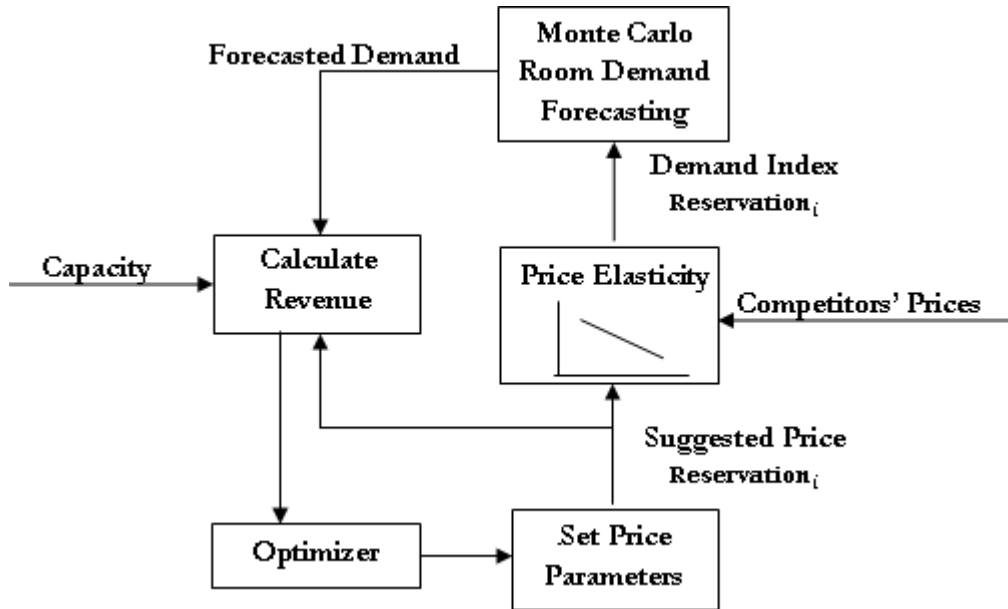 Monte Carlo
Room Demand
Forecasting
Forecasted Demand
Demand Index
Reservation i
Capacity
Calculate
Revenue
Price Elasticity
Competitors’ Prices
Suggested Price
Reservation i
Optimizer
Set Price
Parameters